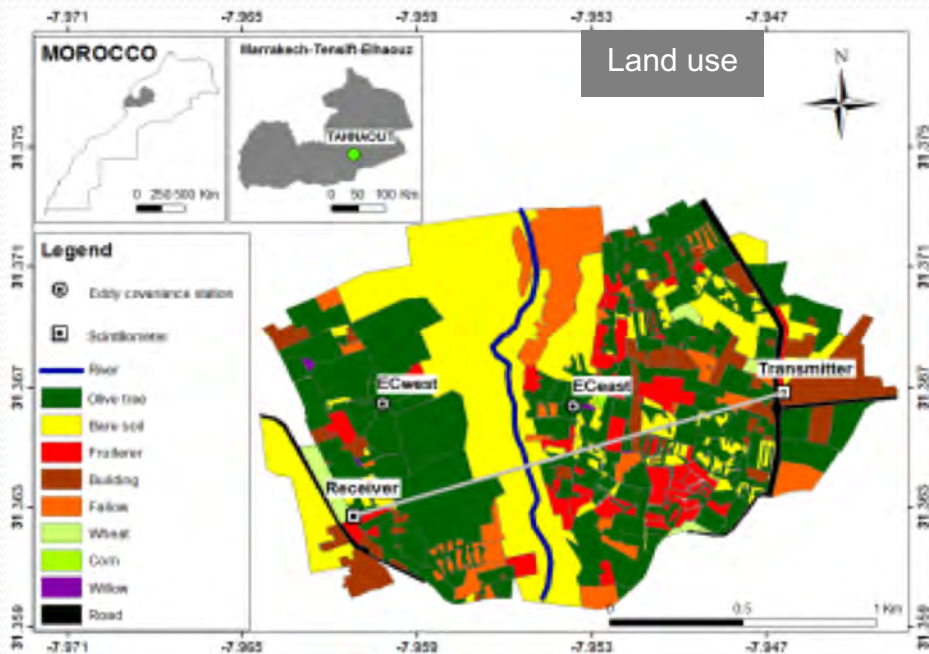 -7.971 -7.965 -7.959 -7.953 -7.947
MOROCCO
0 250 500 Km
Marrakech-Tensift-Elhaouz
TAHNAOUT
0 50 100 Km
Land use
N
31.375 31.375
31.371 31.371
31.367 31.367
31.363 31.363
31.359 31.359
Legend
Eddy covariance station
Scintillometer
River
Olive tree
Bare soil
Building
Fallow
Wheat
Corn
Willow
Road
ECwest
ECeast
Transmitter
Receiver
0 0.5 1 Km
-7.971 -7.965 -7.959 -7.953 -7.947